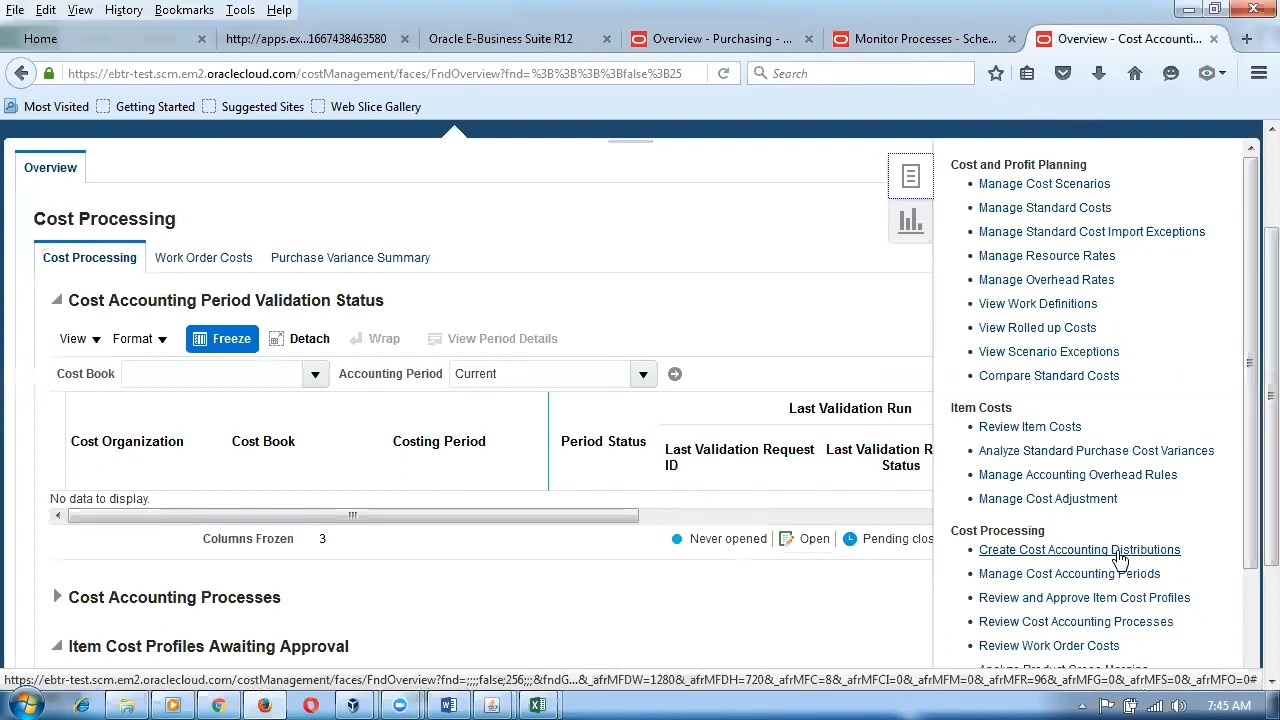 File Edit View History Bookmarks Tools Help
Home
http://apps.ex...1667438463580
Oracle E-Business Suite R12
Overview - Purchasing - ...
Monitor Processes - Sche...
Overview - Cost Accounti...
https://ebtr-test.scm.em2.oraclecloud.com/costManagement/faces/FndOverview?fnd=%3B%3B%3B%3Bfalse%3B25
Search
Most Visited Getting Started Suggested Sites Web Slice Gallery
Overview
Cost Processing
Cost Processing Work Order Costs Purchase Variance Summary
Cost Accounting Period Validation Status
View Format Freeze Detach Wrap View Period Details
Cost Book Accounting Period Current
Last Validation Run
Cost Organization Cost Book Costing Period Period Status
Last Validation Request ID
Last Validation R
Status
No data to display.
Columns Frozen 3
Never opened Open Pending clos
Cost Accounting Processes
Item Cost Profiles Awaiting Approval
Cost and Profit Planning
Manage Cost Scenarios
Manage Standard Costs
Manage Standard Cost Import Exceptions
Manage Resource Rates
Manage Overhead Rates
View Work Definitions
View Rolled up Costs
View Scenario Exceptions
Compare Standard Costs
Item Costs
Review Item Costs
Analyze Standard Purchase Cost Variances
Manage Accounting Overhead Rules
Manage Cost Adjustment
Cost Processing
Create Cost Accounting Distributions
Manage Cost Accounting Periods
Review and Approve Item Cost Profiles
Review Cost Accounting Processes
Review Work Order Costs
https://ebtr-test.scm.em2.oraclecloud.com/costManagement/faces/FndOverview?fnd=;;;;false;256;;;&fndG..._afrMFDW=1280&_afrMFDH=720&_afrMFC=8&_afrMFCI=0&_afrMFM=0&_afrMFR=96&_afrMFG=0&_afrMFS=0&_afrMFO=0#
7:45 AM